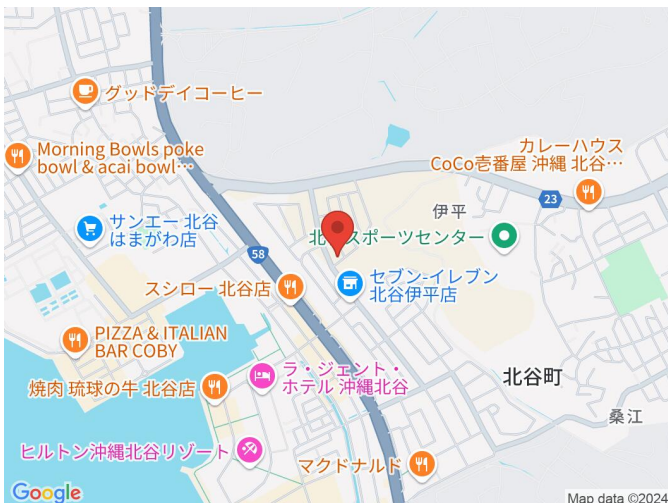 グッドデイコーヒー
Morning Bowls poke
bowl & acai bowl…
カレーハウス
CoCo壱番屋 沖縄 北谷…
23
伊平
サンエー 北谷
はまがわ店
スポーツセンター
58
セブン-イレブン
北谷伊平店
スシロー 北谷店
PIZZA & ITALIAN
BAR COBY
ラ・ジェント・
ホテル 沖縄北谷
焼肉 琉球の牛 北谷店
北谷町
桑江
ヒルトン沖縄北谷リゾート
マクドナルド
Google
Map data ©2024